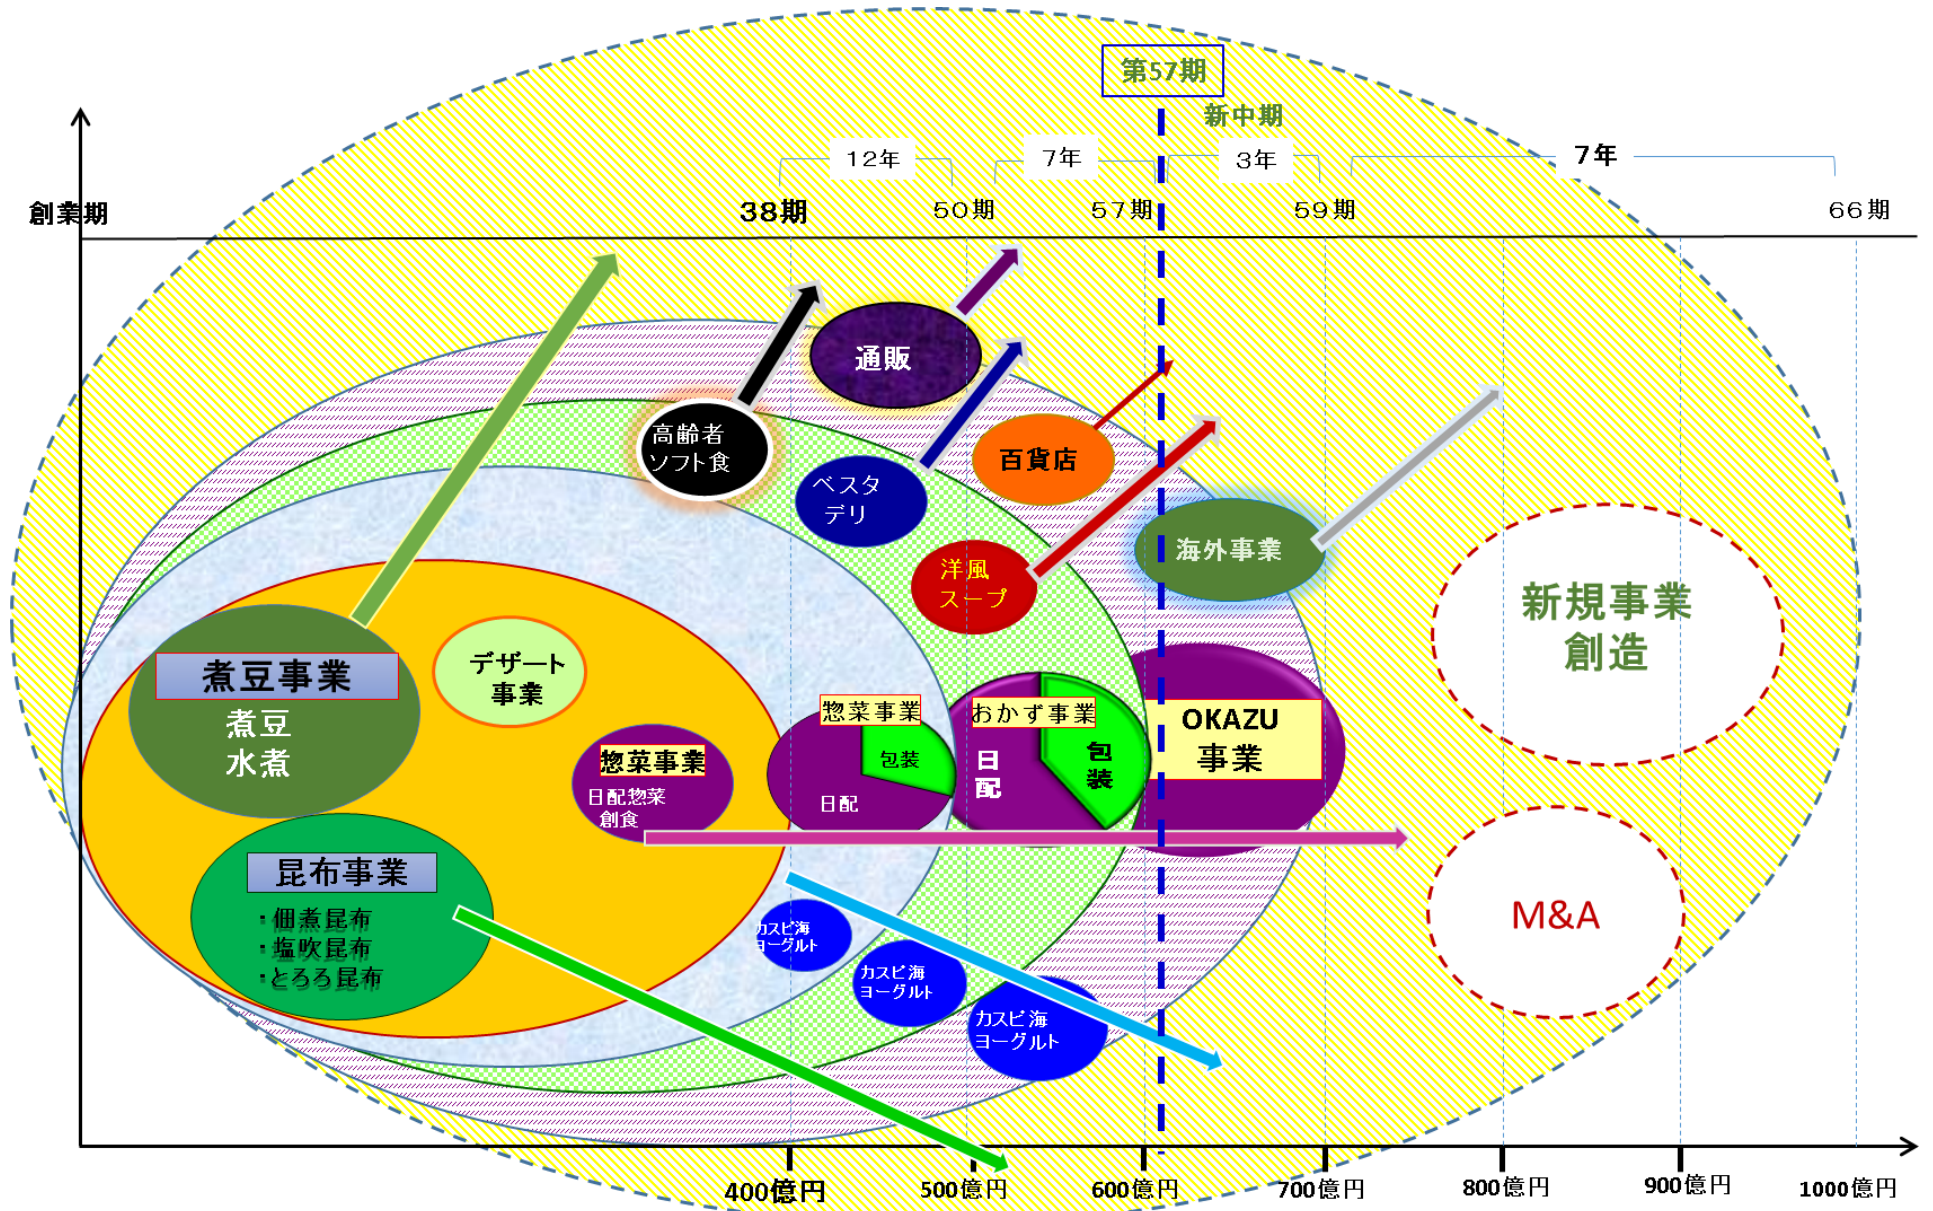 第57期
新中期
12年
7年
3年
7年
創業期
38期
50期
57期
59期
66期
通販
高齢者
ソフト食
百貨店
ベスタ
デリ
海外事業
洋風
スープ
新規事業
創造
煮豆事業
煮豆
水煮
デザート
事業
惣菜事業
包装
日配
おかず事業
日
配
包
装
OKAZU
事業
惣菜事業
日配惣菜
創食
昆布事業
・佃煮昆布
・塩吹昆布
・とろろ昆布
カスピ海
ヨーグルト
カスピ海
ヨーグルト
カスピ海
ヨーグルト
M&A
400億円
500億円
600億円
700億円
800億円
900億円
1000億円